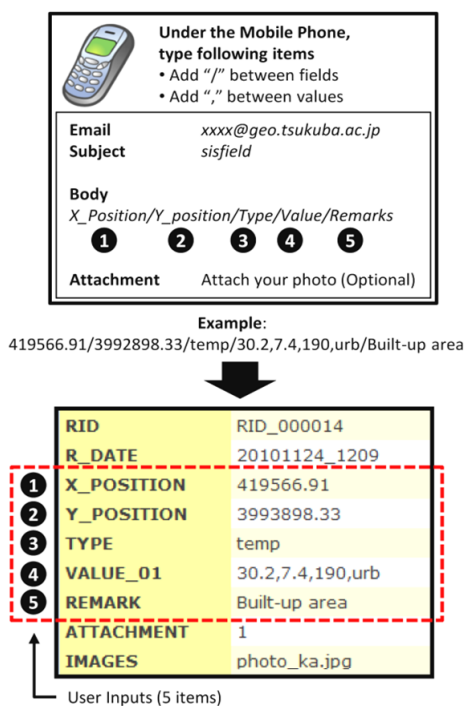 Under the Mobile Phone,
type following items
• Add “/” between fields
• Add “,” between values
Email xxxx@geo.tsukuba.ac.jp
Subject sisfield
Body
X_Position/Y_position/Type/Value/Remarks
1 2 3 4 5
Attachment Attach your photo (Optional)
Example:
419566.91/3992898.33/temp/30.2,7.4,190,urb/Built-up area
RID RID_000014
R_DATE 20101124_1209
1 X_POSITION 419566.91
2 Y_POSITION 3993898.33
3 TYPE temp
4 VALUE_01 30.2,7.4,190,urb
5 REMARK Built-up area
ATTACHMENT 1
IMAGES photo_ka.jpg
User Inputs (5 items)